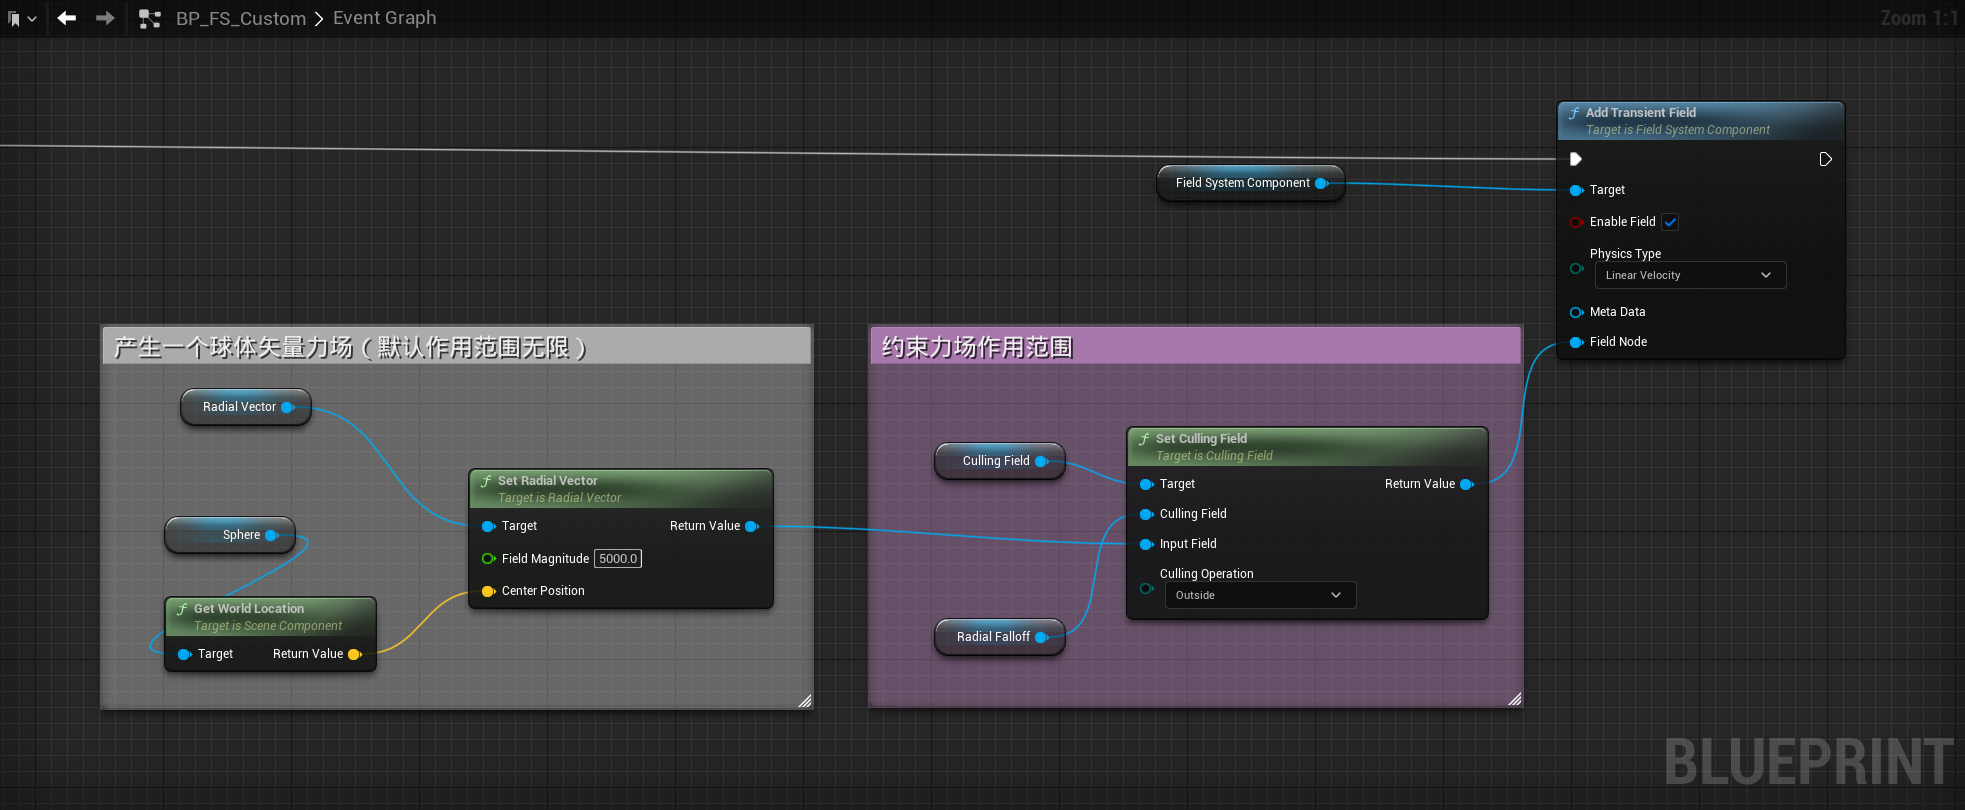 BP_FS_Custom > Event Graph
Zoom 1:1
Add Transient Field
Target is Field System Component
Field System Component
Target
Enable Field
Physics Type
Linear Velocity
Meta Data
Field Node
产生一个球体矢量力场（默认作用范围无限）
Radial Vector
Set Radial Vector
Target is Radial Vector
Target
Return Value
Field Magnitude 5000.0
Center Position
Sphere
Get World Location
Target is Scene Component
Target
Return Value
约束力场作用范围
Culling Field
Set Culling Field
Target is Culling Field
Target
Return Value
Culling Field
Input Field
Culling Operation
Outside
Radial Falloff
BLUEPRINT